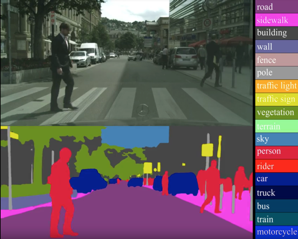 road
sidewalk
building
wall
fence
pole
traffic light
traffic sign
vegetation
terrain
sky
person
rider
car
truck
bus
train
motorcycle